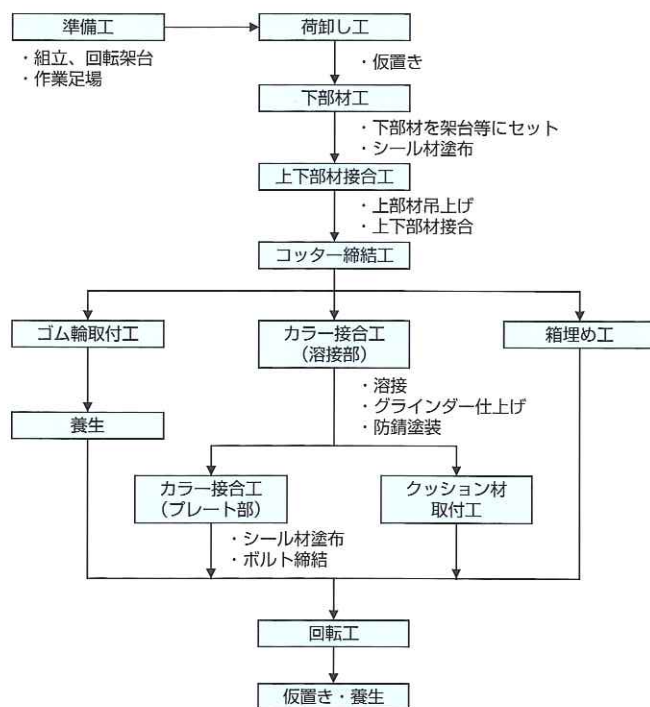 準備工
荷卸し工
・組立、回転架台
・作業足場
・仮置き
下部材工
・下部材を架台等にセット
・シール材塗布
上下部材接合工
・上部材吊上げ
・上下部材接合
コッター締結工
ゴム輪取付工
カラー接合工
（溶接部）
箱埋め工
・溶接
・グラインダー仕上げ
・防錆塗装
養生
カラー接合工
（プレート部）
クッション材
取付工
・シール材塗布
・ボルト締結
回転工
仮置き・養生